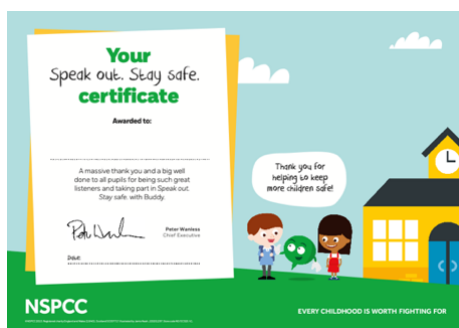 Your
Speak out. Stay safe.
certificate
Awarded to:
A massive thank you and a big well
done to all pupils for being such great
listeners and taking part in Speak out.
Stay safe. with Buddy.
Peter Wanless
Chief Executive
Date:
Thank you for
helping to keep
more children safe!
NSPCC
EVERY CHILDHOOD IS WORTH FIGHTING FOR